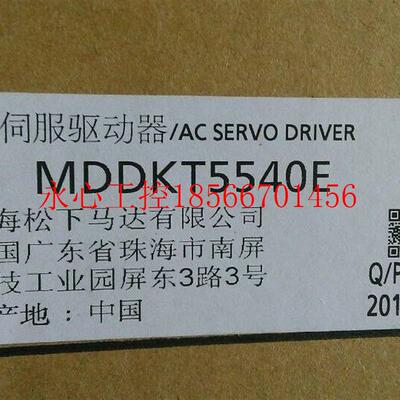 伺服驱动器/AC SERVO DRIVER
MDDKT5540E
永心工控18566701456
海松下马达有限公司
国广东省珠海市南屏
技工业园屏东3路3号
产地：中国
Q/P
201